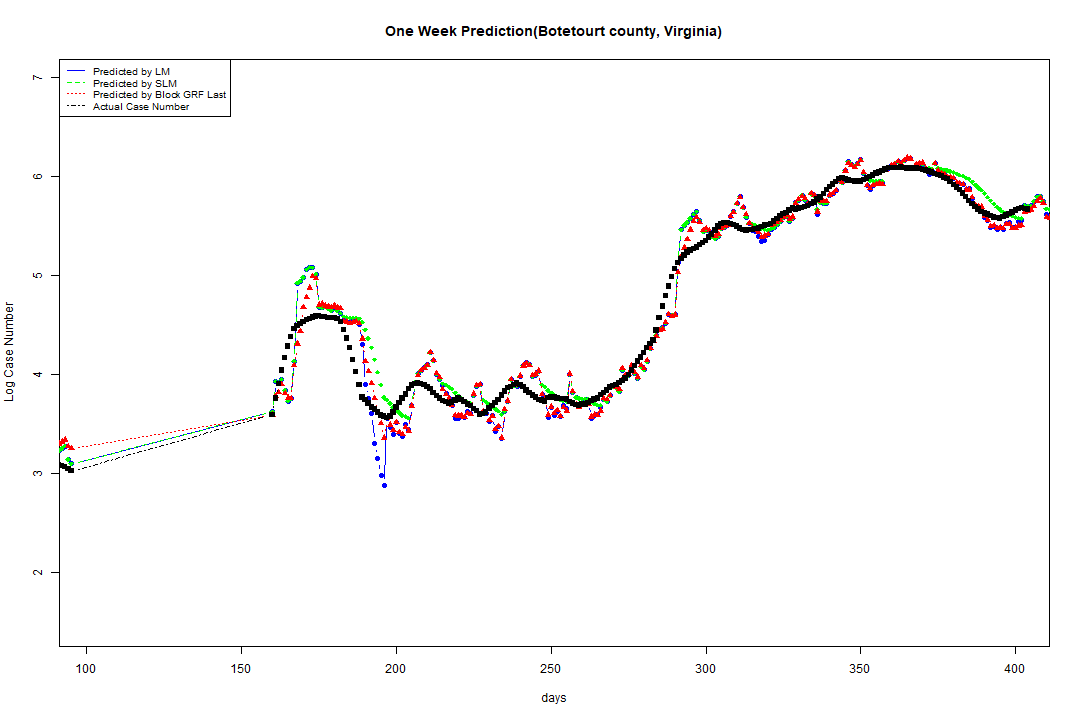 One Week Prediction(Botetourt county, Virginia)
Predicted by LM
Predicted by SLM
Predicted by Block GRF Last
Actual Case Number
7
6
5
4
3
2
Log Case Number
100 150 200 250 300 350 400
days